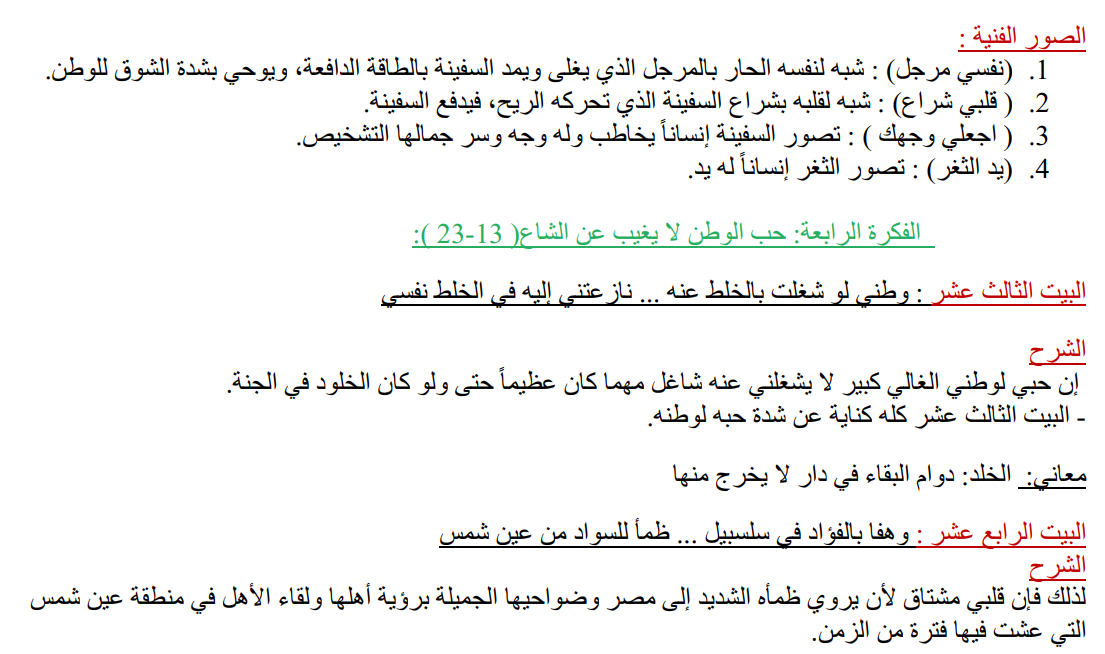 الصور الفنية :
1. (نفسي مرجل) : شبه لنفسه الحار بالمرجل الذي يغلى ويمد السفينة بالطاقة الدافعة، ويوحي بشدة الشوق للوطن.
2. ( قلبي شراع) : شبه لقلبه بشراع السفينة الذي تحركه الريح، فيدفع السفينة.
3. ( اجعلي وجهك ) : تصور السفينة إنساناً يخاطب وله وجه وسر جمالها التشخيص.
4. (يد الثغر) : تصور الثغر إنساناً له يد.
الفكرة الرابعة: حب الوطن لا يغيب عن الشاع( 13-23 ):
البيت الثالث عشر : وطني لو شغلت بالخلط عنه ... نازعتني إليه في الخلط نفسي
الشرح
إن حبي لوطني الغالي كبير لا يشغلني عنه شاغل مهما كان عظيماً حتى ولو كان الخلود في الجنة.
- البيت الثالث عشر كله كناية عن شدة حبه لوطنه.
معاني: الخلد: دوام البقاء في دار لا يخرج منها
البيت الرابع عشر : وهفا بالفؤاد في سلسبيل ... ظمأ للسواد من عين شمس
الشرح
لذلك فإن قلبي مشتاق لأن يروي ظمأه الشديد إلى مصر وضواحيها الجميلة برؤية أهلها ولقاء الأهل في منطقة عين شمس
التي عشت فيها فترة من الزمن.